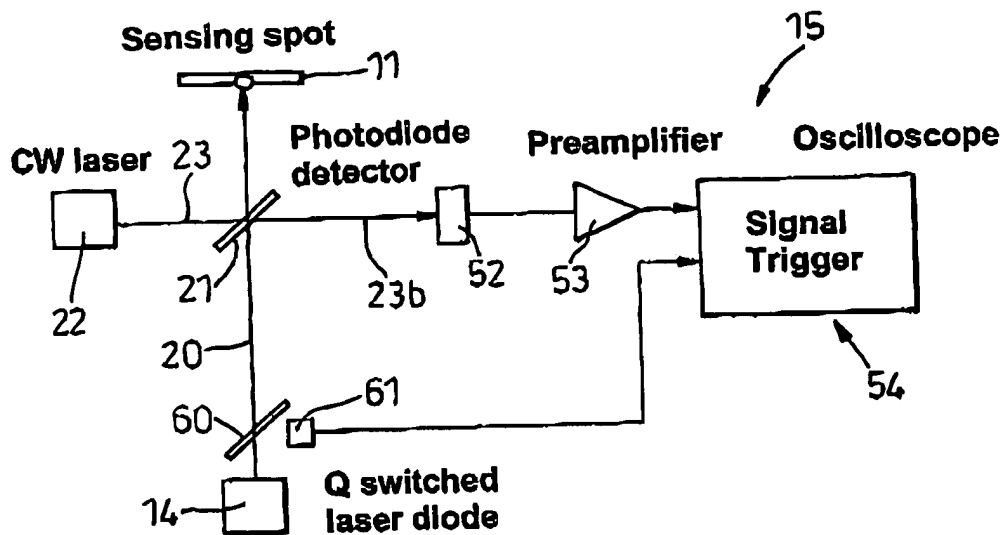 15
Sensing spot
11
Photodiode
detector
Preamplifier
Oscilloscope
CW laser
23
Signal
Trigger
22
21
23b
52
53
20
54
60
61
14
Q switched
laser diode